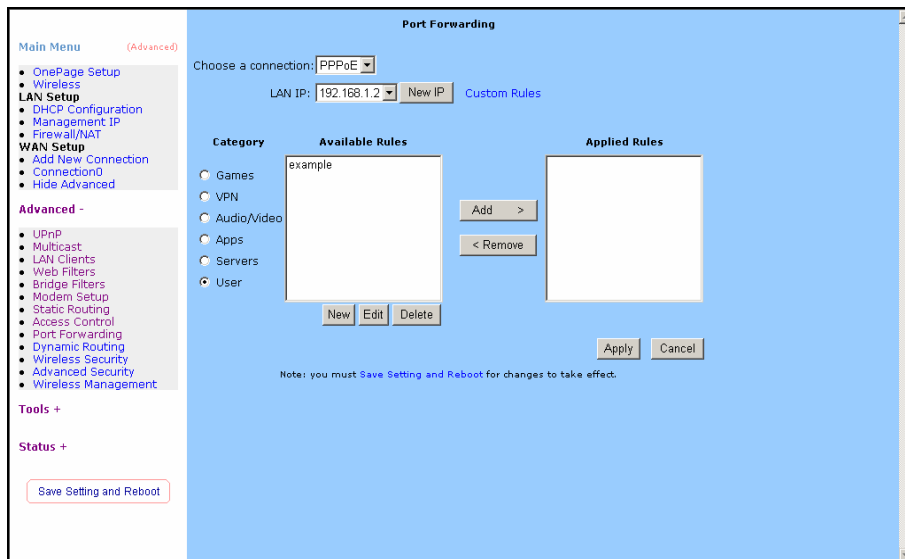 Port Forwarding
Main Menu (Advanced)
OnePage Setup
Wireless
LAN Setup
DHCP Configuration
Management IP
Firewall/NAT
WAN Setup
Add New Connection
Connection0
Hide Advanced
Advanced -
UPnP
Multicast
LAN Clients
Web Filters
Bridge Filters
Modem Setup
Static Routing
Access Control
Port Forwarding
Dynamic Routing
Wireless Security
Advanced Security
Wireless Management
Tools +
Status +
Save Setting and Reboot
Choose a connection: PPPoE
LAN IP: 192.168.1.2 New IP Custom Rules
Category Available Rules Applied Rules
example
Games
VPN
Audio/Video
Apps
Servers
User
Add >
< Remove
New Edit Delete
Apply Cancel
Note: you must Save Setting and Reboot for changes to take effect.